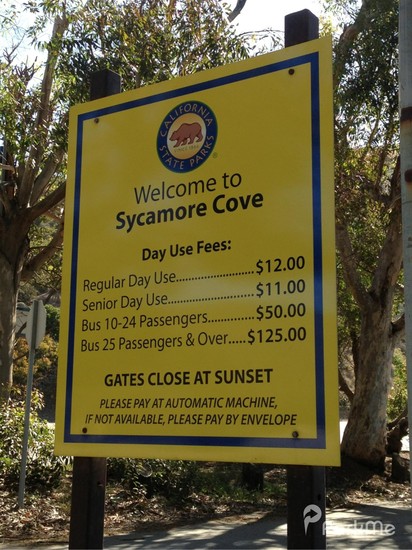 CALIFORNIA
STATE PARKS
Welcome to
Sycamore Cove
Day Use Fees:
Regular Day Use........................$12.00
Senior Day Use..........................$11.00
Bus 10-24 Passengers..............$50.00
Bus 25 Passengers & Over.....$125.00
GATES CLOSE AT SUNSET
PLEASE PAY AT AUTOMATIC MACHINE,
IF NOT AVAILABLE, PLEASE PAY BY ENVELOPE